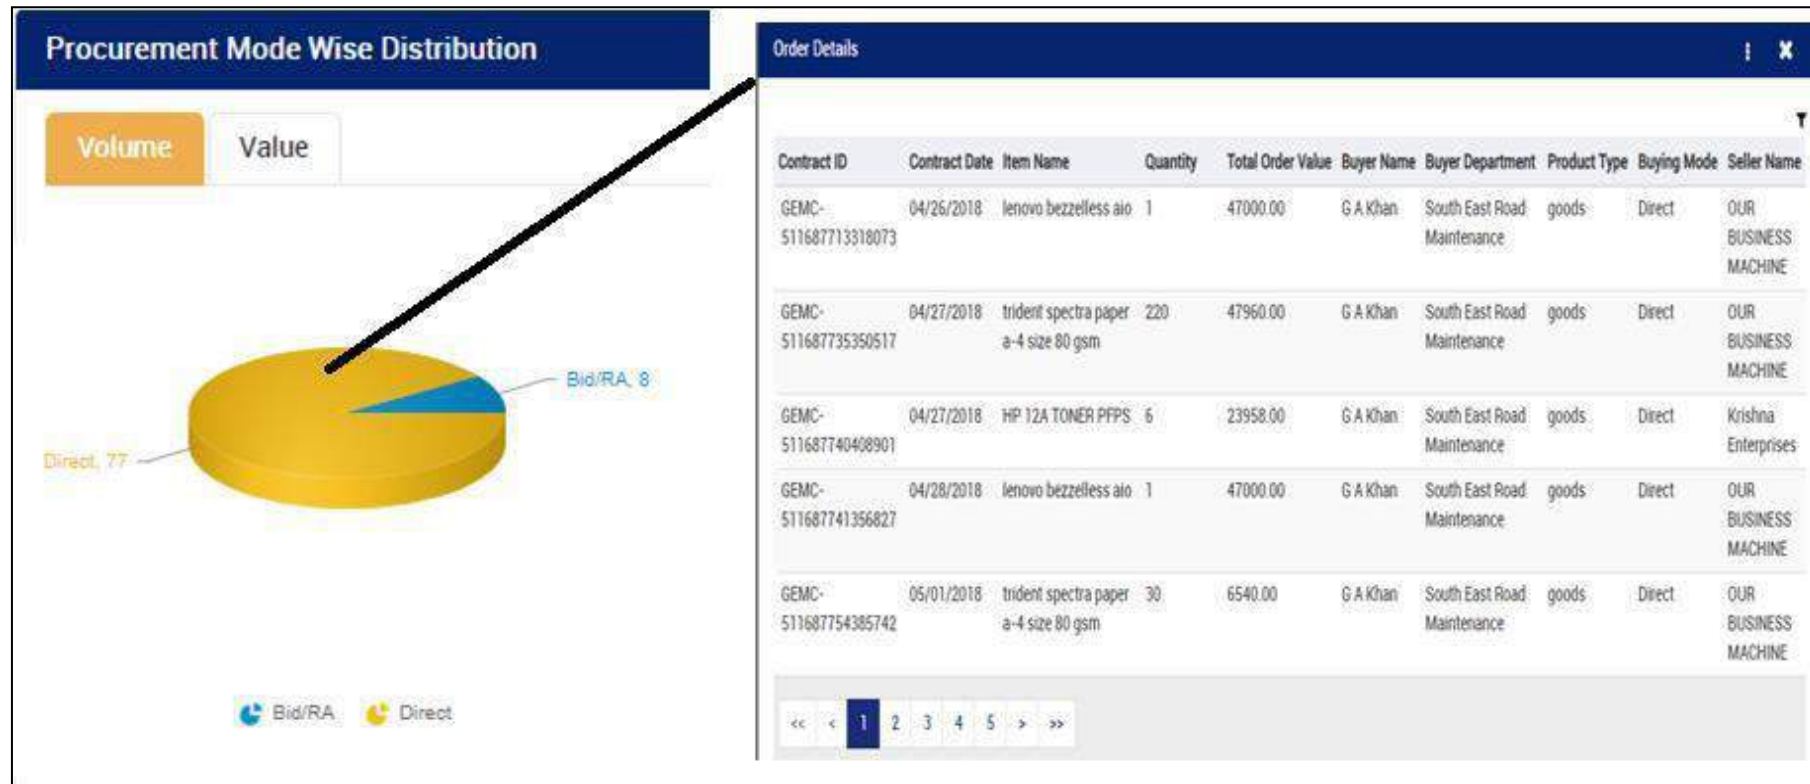 Procurement Mode Wise Distribution
Volume Value
Bid/RA, 8
Direct, 77
Bid/RA Direct
Order Details
Contract ID Contract Date Item Name Quantity Total Order Value Buyer Name Buyer Department Product Type Buying Mode Seller Name
GEMC- 04/26/2018 lenovo bezzelless aio 1 47000.00 G A Khan South East Road goods Direct OUR
511687713318073 Maintenance BUSINESS
MACHINE
GEMC- 04/27/2018 trident spectra paper 220 47960.00 G A Khan South East Road goods Direct OUR
511687735350517 a-4 size 80 gsm Maintenance BUSINESS
MACHINE
GEMC- 04/27/2018 HP 12A TONER PFPS 6 23958.00 G A Khan South East Road goods Direct Krishna
511687740408901 Maintenance Enterprises
GEMC- 04/28/2018 lenovo bezzelless aio 1 47000.00 G A Khan South East Road goods Direct OUR
511687741356827 Maintenance BUSINESS
MACHINE
GEMC- 05/01/2018 trident spectra paper 30 6540.00 G A Khan South East Road goods Direct OUR
511687754385742 a-4 size 80 gsm Maintenance BUSINESS
MACHINE
<< < 1 2 3 4 5 > >>